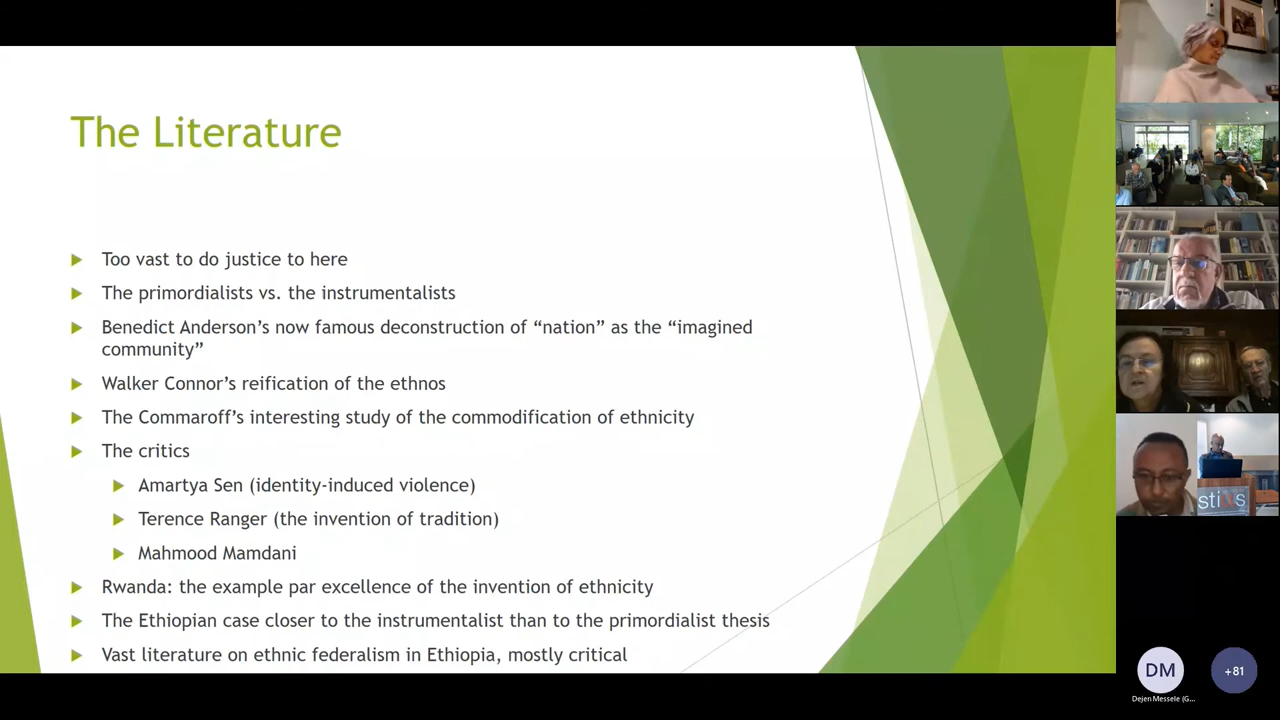 The Literature
Too vast to do justice to here
The primordialists vs. the instrumentalists
Benedict Anderson's now famous deconstruction of “nation” as the “imagined
community”
Walker Connor's reification of the ethnos
The Commaroff's interesting study of the commodification of ethnicity
The critics
Amartya Sen (identity-induced violence)
Terence Ranger (the invention of tradition)
Mahmood Mamdani
Rwanda: the example par excellence of the invention of ethnicity
The Ethiopian case closer to the instrumentalist than to the primordialist thesis
Vast literature on ethnic federalism in Ethiopia, mostly critical
stias
DM
+81
Dejen Messele (G...